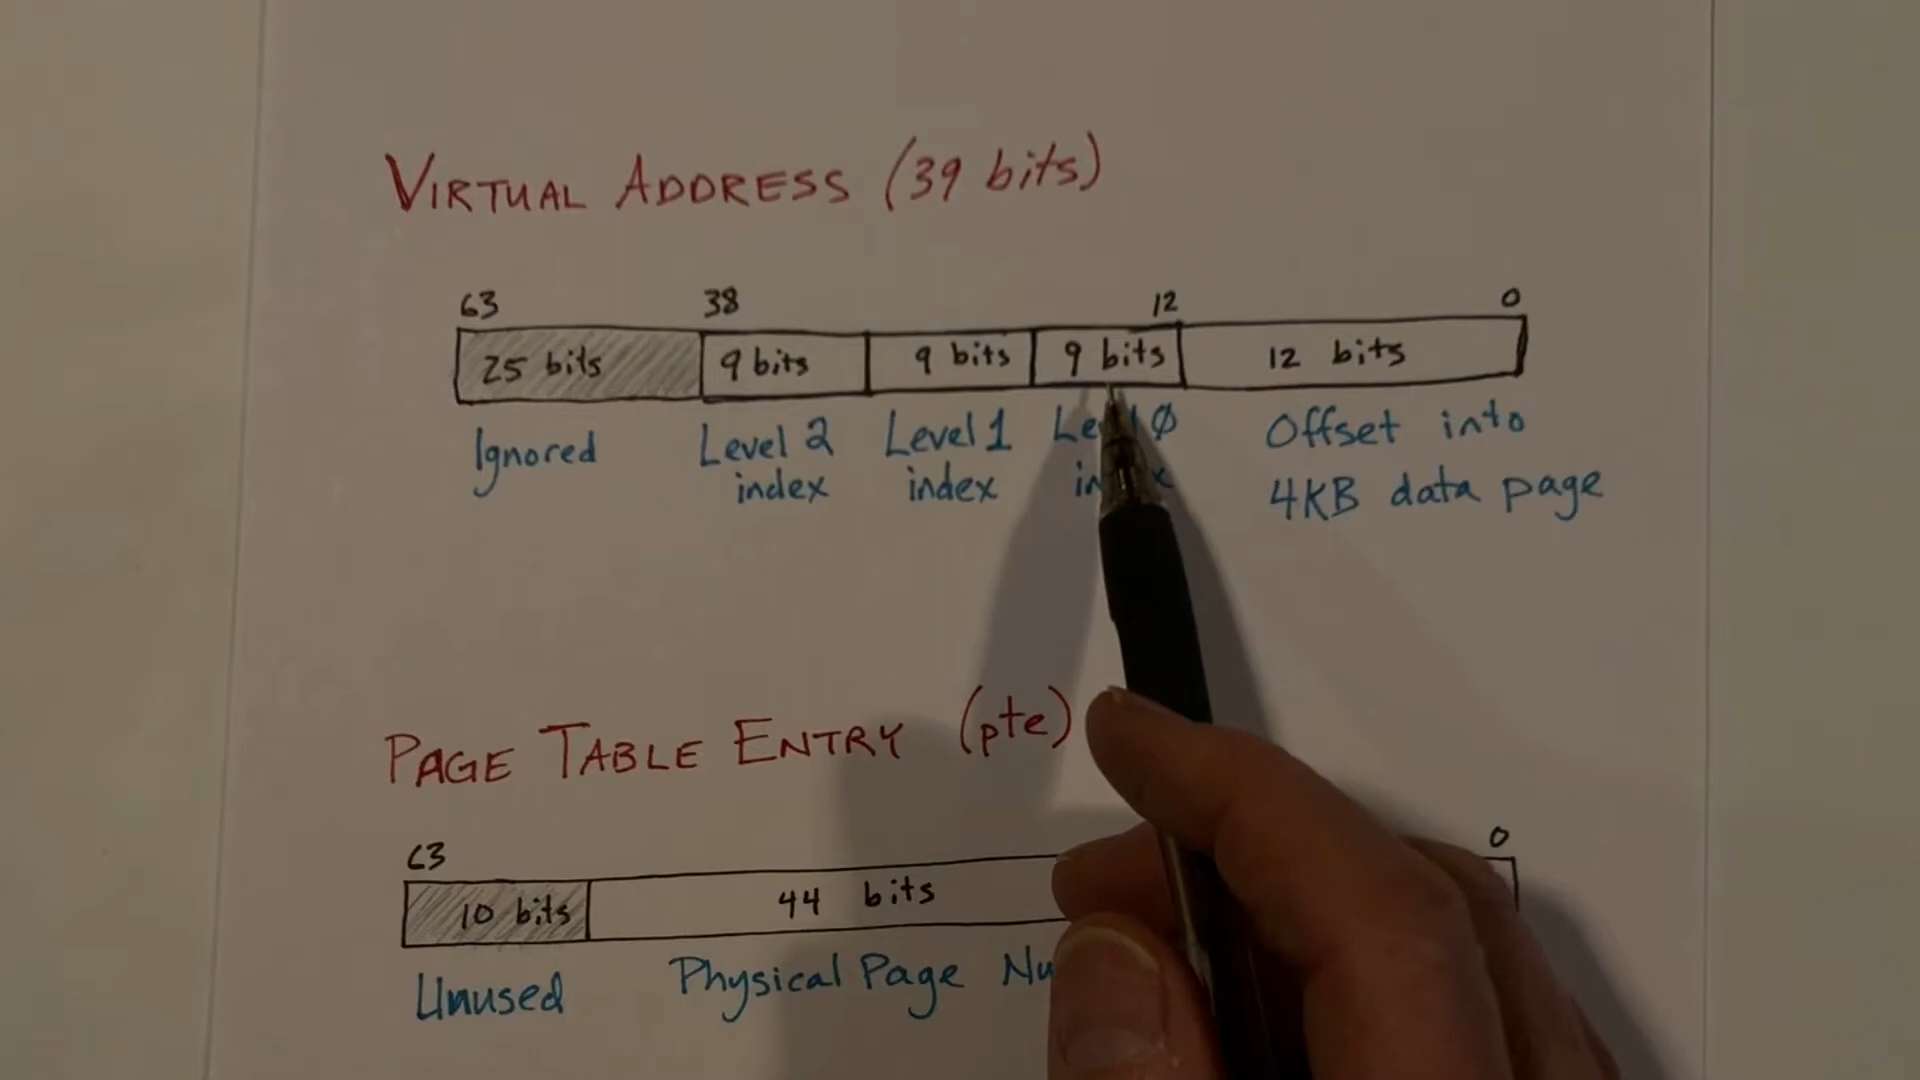 VIRTUAL ADDRESS (39 bits)
63 38 12 0
25 bits 9 bits 9 bits 9 bits 12 bits
Ignored Level 2 Level 1 Offset into
index index 4KB data page
PAGE TABLE ENTRY (pte)
63 0
10 bits 44 bits
Unused Physical Page